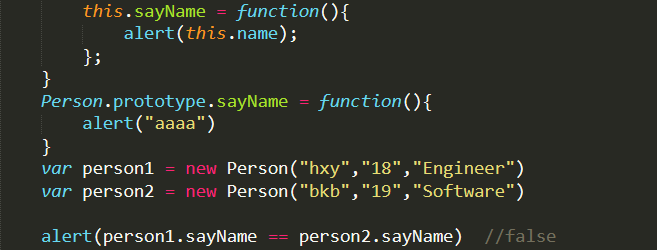 this.sayName = function(){
alert(this.name);
};
}
Person.prototype.sayName = function(){
alert("aaaa")
}
var person1 = new Person("hxy","18","Engineer")
var person2 = new Person("bkb","19","Software")
alert(person1.sayName == person2.sayName)  //false